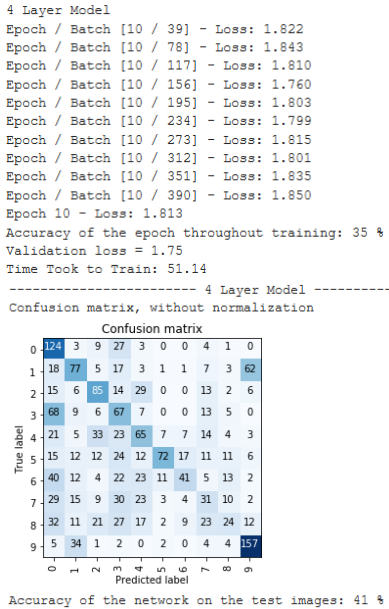 4 Layer Model
Epoch / Batch [10 / 39] - Loss: 1.822
Epoch / Batch [10 / 78] - Loss: 1.843
Epoch / Batch [10 / 117] - Loss: 1.810
Epoch / Batch [10 / 156] - Loss: 1.760
Epoch / Batch [10 / 195] - Loss: 1.803
Epoch / Batch [10 / 234] - Loss: 1.799
Epoch / Batch [10 / 273] - Loss: 1.815
Epoch / Batch [10 / 312] - Loss: 1.801
Epoch / Batch [10 / 351] - Loss: 1.835
Epoch / Batch [10 / 390] - Loss: 1.850
Epoch 10 - Loss: 1.813
Accuracy of the epoch throughout training: 35 %
Validation loss = 1.75
Time Took to Train: 51.14
------------------------ 4 Layer Model ----------
Confusion matrix, without normalization
Confusion matrix
True label
0 124 3 9 27 3 0 0 4 1 0
1 18 77 5 17 3 1 1 7 3 62
2 15 6 85 14 29 0 0 13 2 6
3 68 9 6 67 7 0 0 13 5 0
4 21 5 33 23 65 7 7 14 4 3
5 15 12 12 24 12 72 17 11 11 6
6 40 12 4 22 23 11 41 5 13 2
7 29 15 9 30 23 3 4 31 10 2
8 32 11 21 27 17 2 9 23 24 12
9 5 34 1 2 0 2 0 4 4 157
0 1 2 3 4 5 6 7 8 9
Predicted label
Accuracy of the network on the test images: 41 %